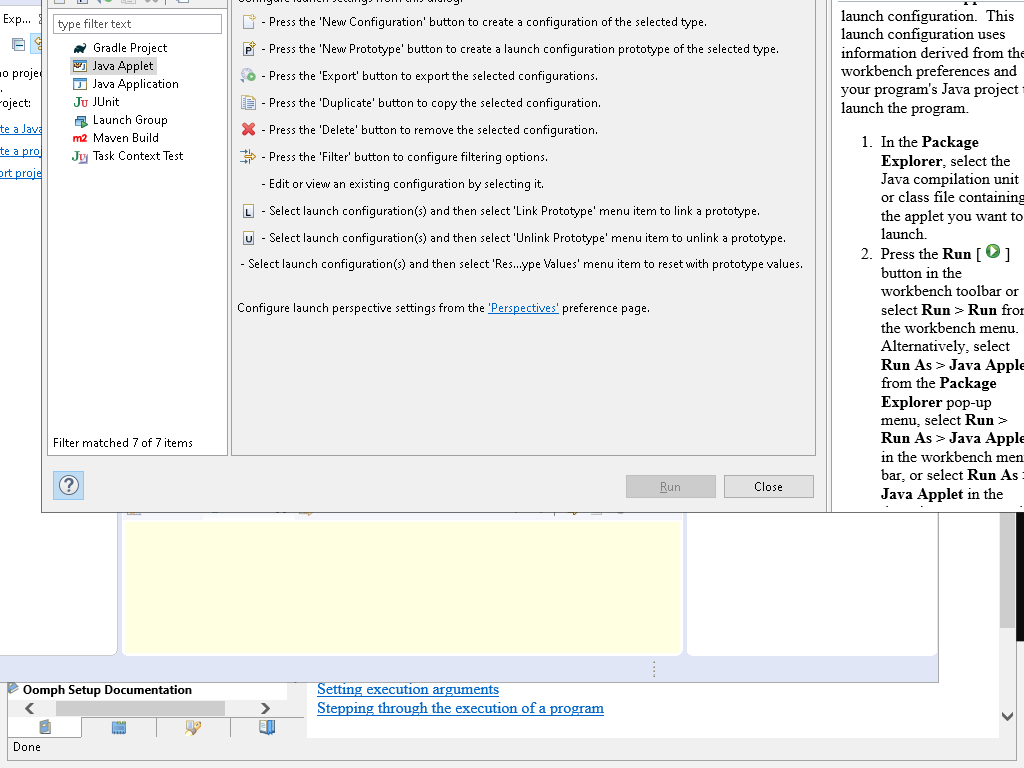 Exp...
no proje
.
roject:
te a Java
te a pro
ort proje
type filter text
Gradle Project
Java Applet
Java Application
JUnit
Launch Group
Maven Build
Task Context Test
Filter matched 7 of 7 items
Configure launch settings from this dialog:
- Press the 'New Configuration' button to create a configuration of the selected type.
- Press the 'New Prototype' button to create a launch configuration prototype of the selected type.
- Press the 'Export' button to export the selected configurations.
- Press the 'Duplicate' button to copy the selected configuration.
- Press the 'Delete' button to remove the selected configuration.
- Press the 'Filter' button to configure filtering options.
- Edit or view an existing configuration by selecting it.
- Select launch configuration(s) and then select 'Link Prototype' menu item to link a prototype.
- Select launch configuration(s) and then select 'Unlink Prototype' menu item to unlink a prototype.
- Select launch configuration(s) and then select 'Res...ype Values' menu item to reset with prototype values.
Configure launch perspective settings from the 'Perspectives' preference page.
Run
Close
launch configuration. This
launch configuration uses
information derived from the
workbench preferences and
your program's Java project t
launch the program.
1. In the Package
Explorer, select the
Java compilation unit
or class file containing
the applet you want to
launch.
2. Press the Run [ ]
button in the
workbench toolbar or
select Run > Run from
the workbench menu.
Alternatively, select
Run As > Java Apple
from the Package
Explorer pop-up
menu, select Run >
Run As > Java Apple
in the workbench menu
bar, or select Run As >
Java Applet in the
Oomph Setup Documentation
Setting execution arguments
Stepping through the execution of a program
Done